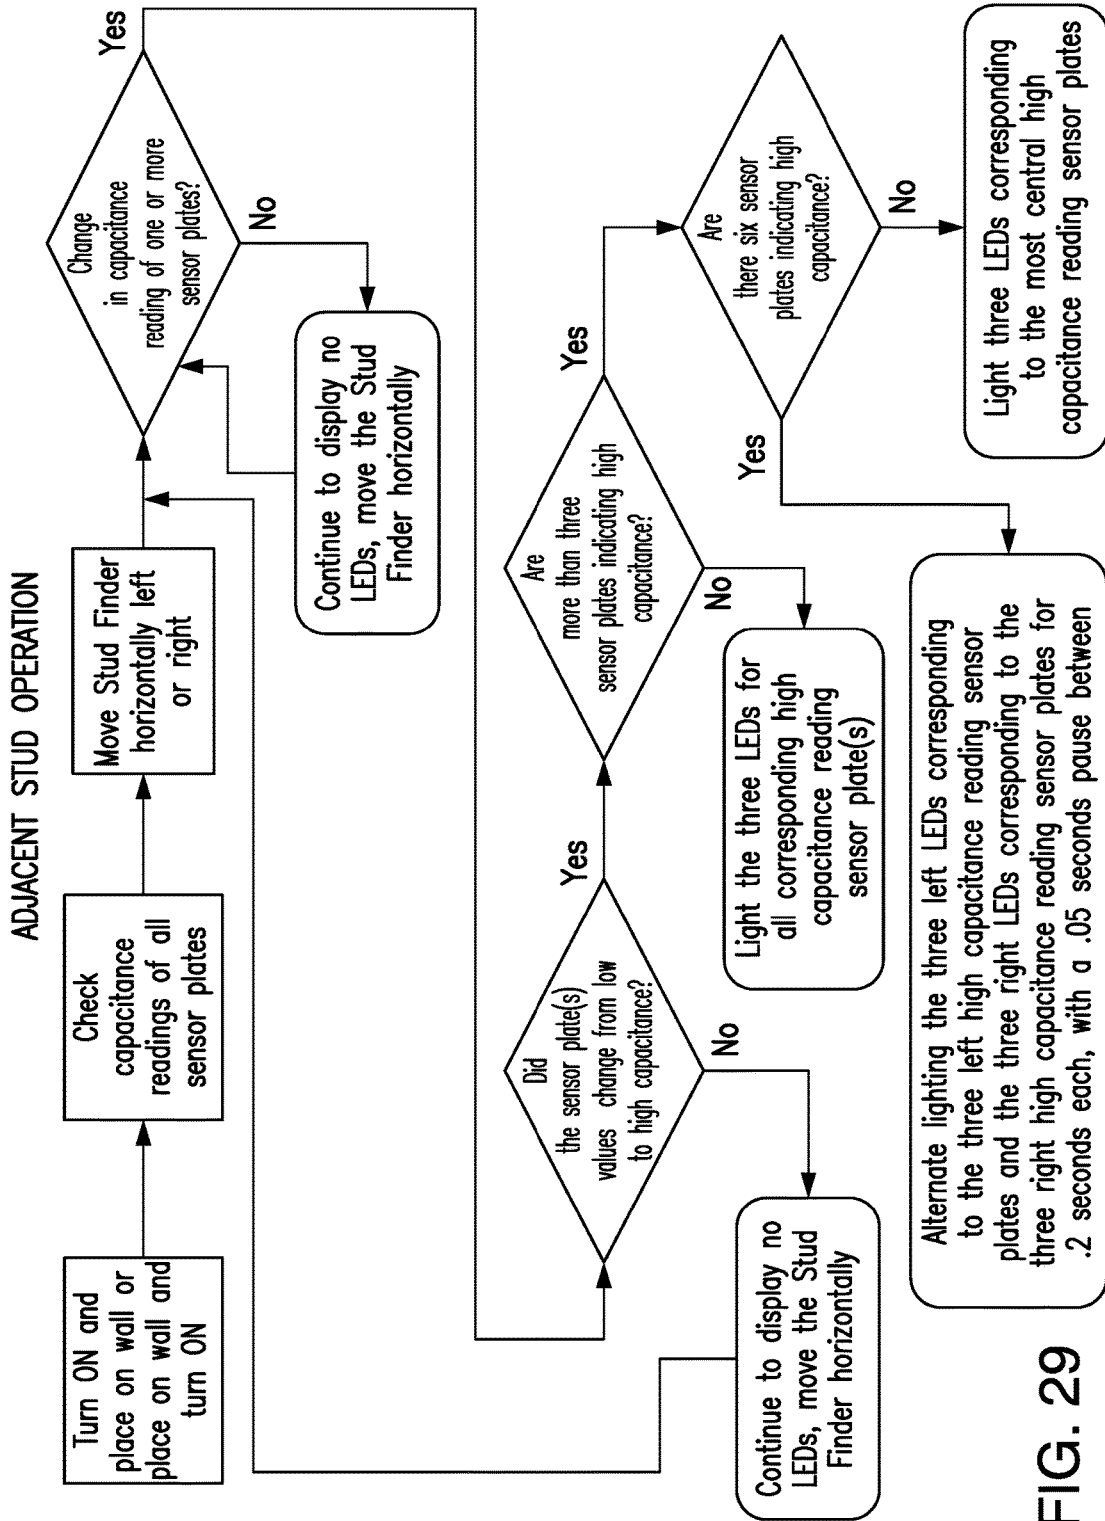 ADJACENT STUD OPERATION
Turn ON and
place on wall or
place on wall and
turn ON
Check
capacitance
readings of all
sensor plates
Move Stud Finder
horizontally left
or right
Change
in capacitance
reading of one or more
sensor plates?
Yes
No
Continue to display no
LEDs, move the Stud
Finder horizontally
Did
the sensor plate(s)
values change from low
to high capacitance?
Yes
No
Continue to display no
LEDs, move the Stud
Finder horizontally
Are
more than three
sensor plates indicating high
capacitance?
Yes
No
Light the three LEDs for
all corresponding high
capacitance reading
sensor plate(s)
Are
there six sensor
plates indicating high
capacitance?
Yes
No
Alternate lighting the three left LEDs corresponding
to the three left high capacitance reading sensor
plates and the three right LEDs corresponding to the
three right high capacitance reading sensor plates for
.2 seconds each, with a .05 seconds pause between
Light three LEDs corresponding
to the most central high
capacitance reading sensor plates
FIG. 29